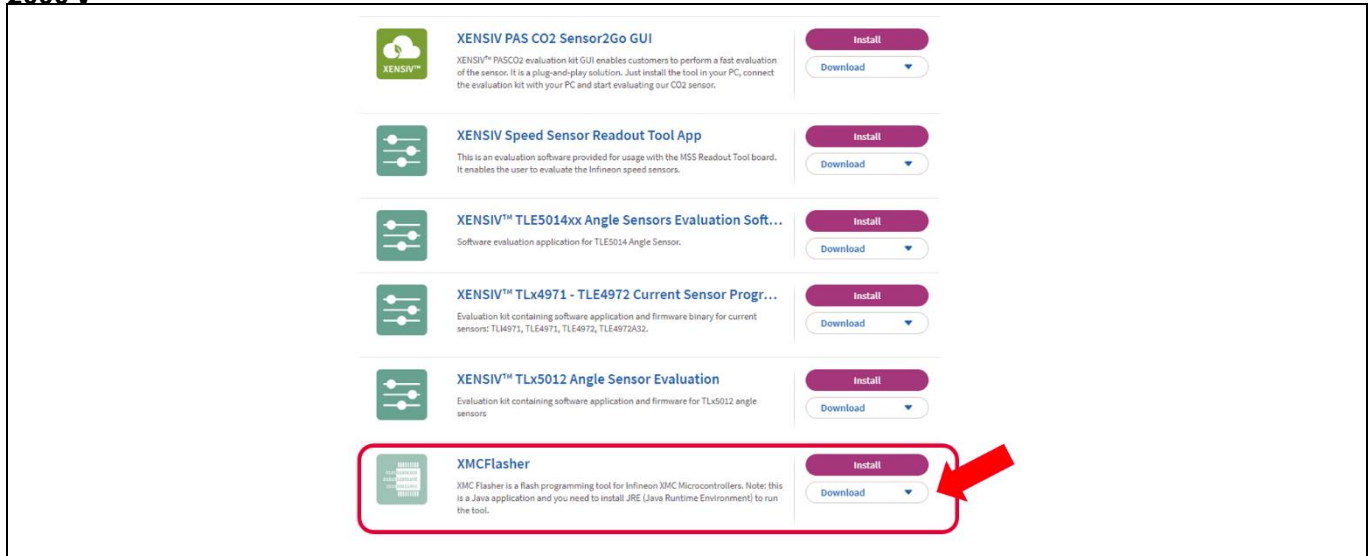 2000 V
XENSIV PAS CO2 Sensor2Go GUI
Install
XENSIV™ PASCO2 evaluation kit GUI enables customers to perform a fast evaluation
of the sensor. It is a plug-and-play solution. Just install the tool in your PC, connect
the evaluation kit with your PC and start evaluating our CO2 sensor.
Download
XENSIV™
XENSIV Speed Sensor Readout Tool App
Install
This is an evaluation software provided for usage with the MSS Readout Tool board.
It enables the user to evaluate the Infineon speed sensors.
Download
XENSIV™ TLE5014xx Angle Sensors Evaluation Soft...
Install
Software evaluation application for TLE5014 Angle Sensor.
Download
XENSIV™ TLx4971 - TLE4972 Current Sensor Progr...
Install
Evaluation kit containing software application and firmware binary for current
sensors: TLI4971, TLE4971, TLE4972, TLE4972A32.
Download
XENSIV™ TLx5012 Angle Sensor Evaluation
Install
Evaluation kit containing software application and firmware for TLx5012 angle
sensors
Download
XMCFlasher
Install
XMC Flasher is a flash programming tool for Infineon XMC Microcontrollers. Note: this
is a Java application and you need to install JRE (Java Runtime Environment) to run
the tool.
Download